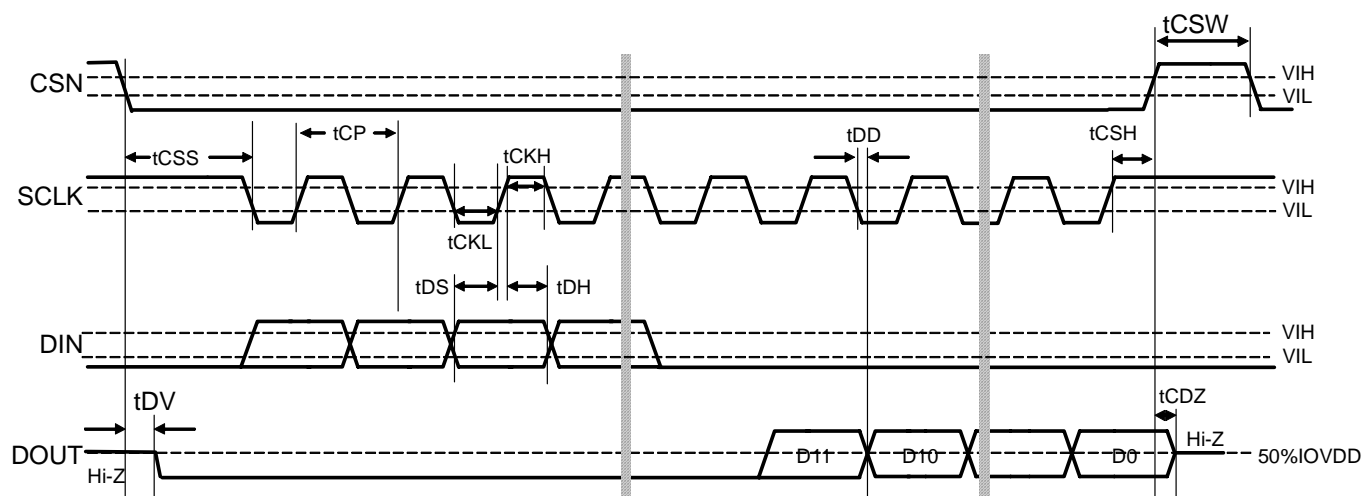 tCSW
CSN
VIH
VIL
tCP
tCSS
tCKH
tDD
tCSH
SCLK
VIH
VIL
tCKL
tDS
tDH
DIN
VIH
VIL
tDV
tCDZ
DOUT
Hi-Z
D11
D10
D0
Hi-Z
50%IOVDD